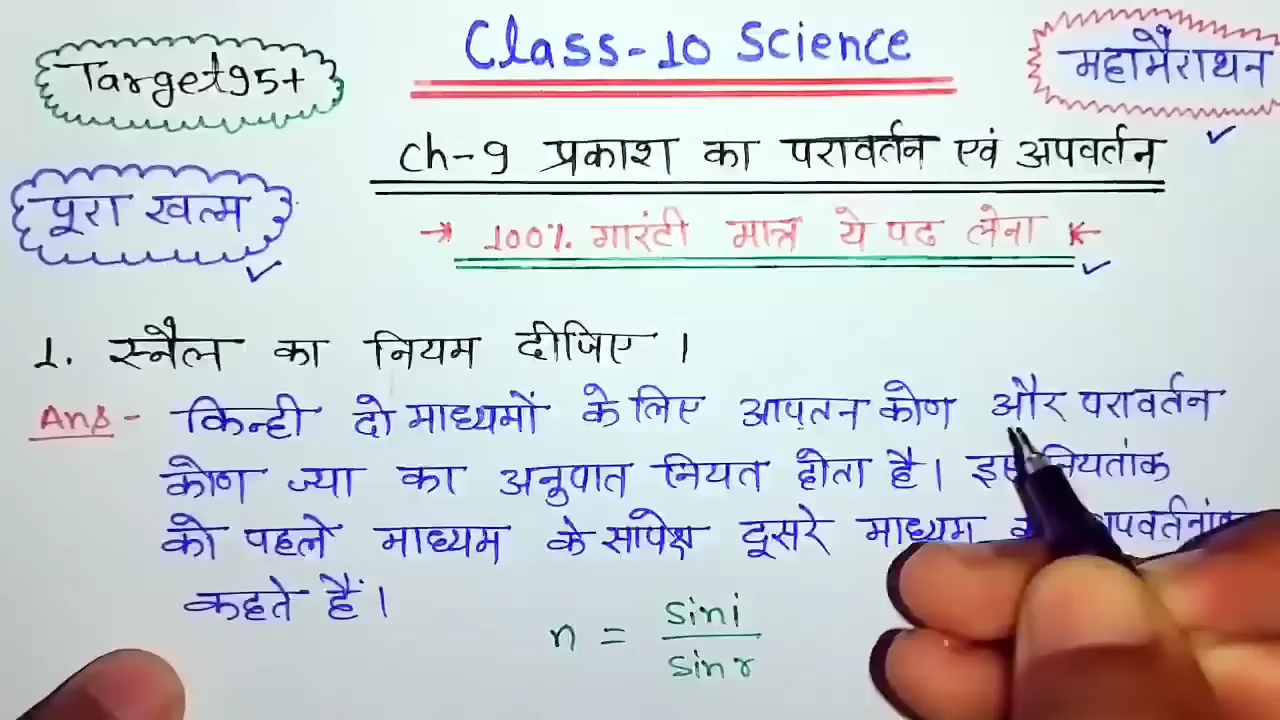 Class-10 Science
Target95+
महामैराथन
Ch-9 प्रकाश का परावर्तन एवं अपवर्तन
पूरा खत्म
→ 100% गारंटी मात्र ये पढ लेना ←
1. स्नैल का नियम दीजिए ।
Ans- किन्ही दो माध्यमों के लिए आपतन कोण और परावर्तन
कोण ज्या का अनुपात नियत होता है। इस नियतांक
को पहले माध्यम के सापेक्ष दूसरे माध्यम
कहते हैं।
n = sini / sinr